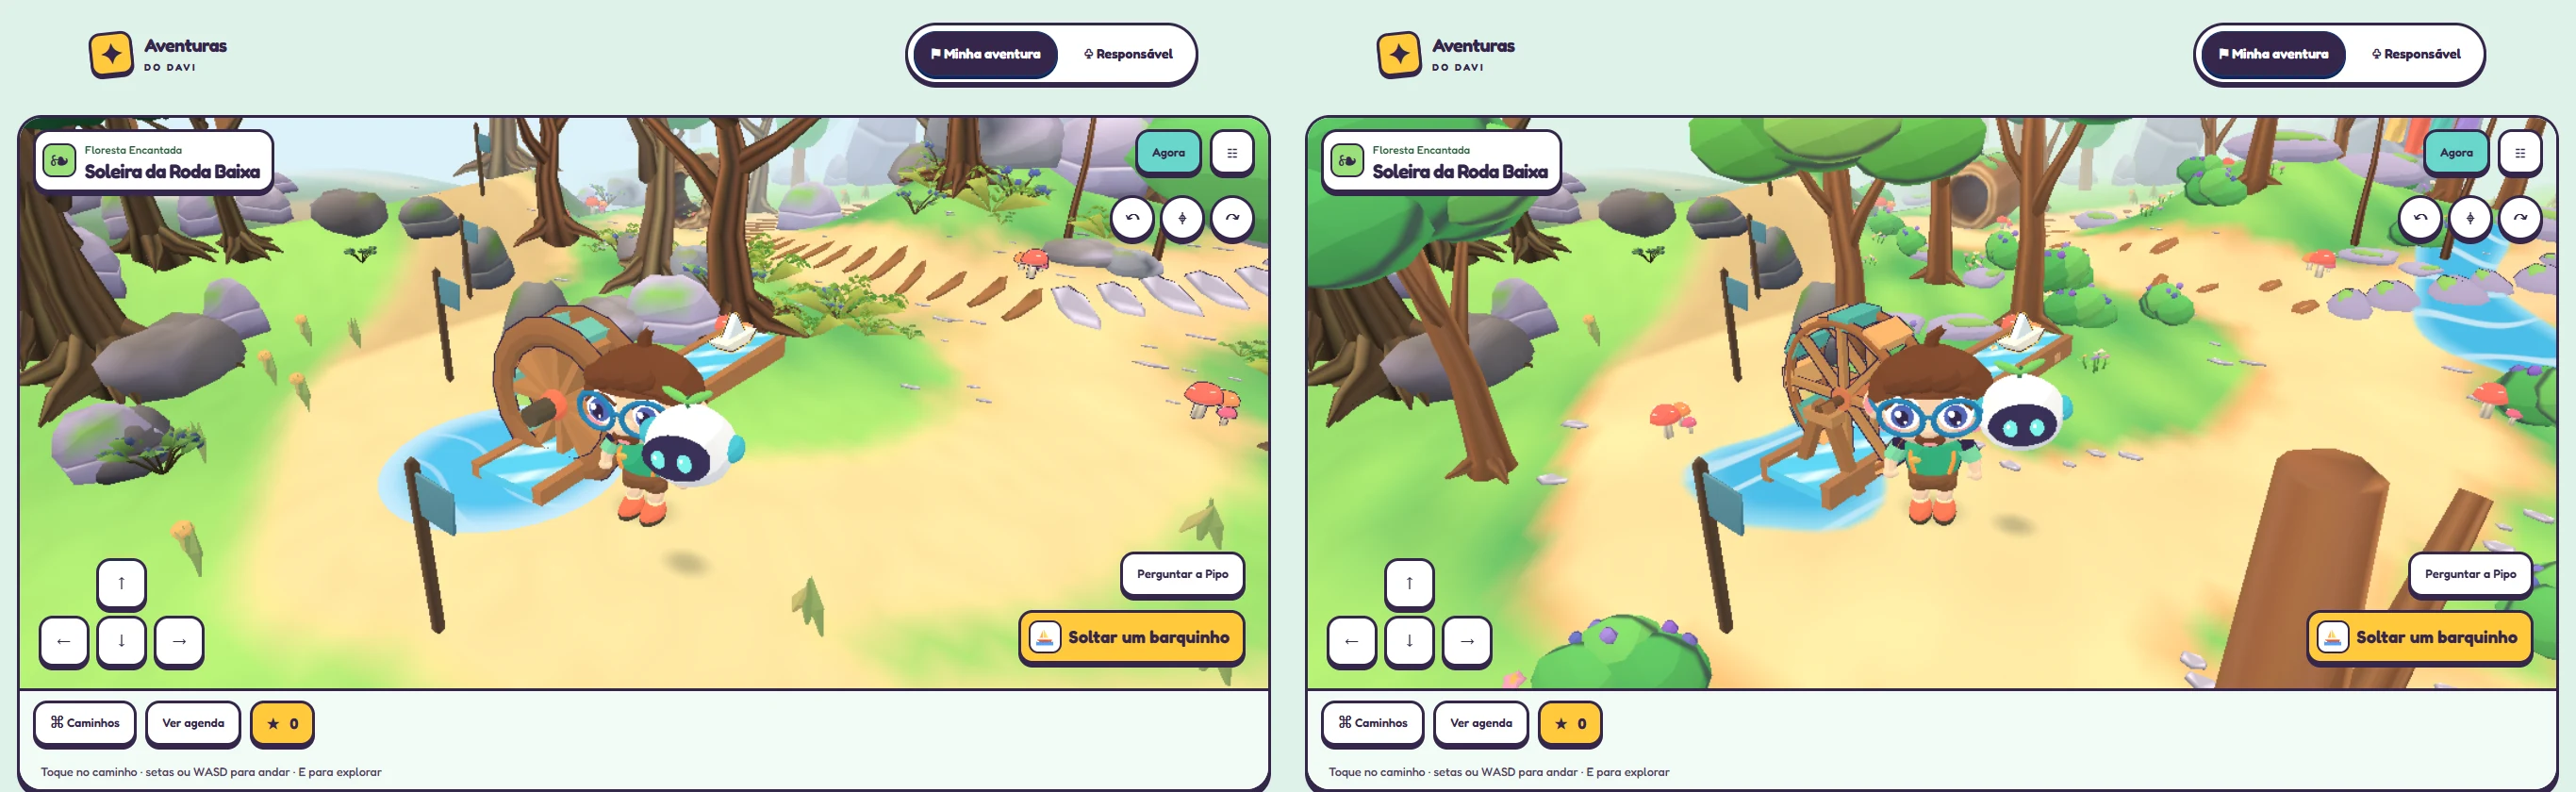 Aventuras
DO DAVI
Minha aventura
Responsável
Floresta Encantada
Soleira da Roda Baixa
Agora
Perguntar a Pipo
Soltar um barquinho
⌘ Caminhos
Ver agenda
★ 0
Toque no caminho · setas ou WASD para andar · E para explorar
Aventuras
DO DAVI
Minha aventura
Responsável
Floresta Encantada
Soleira da Roda Baixa
Agora
Perguntar a Pipo
Soltar um barquinho
⌘ Caminhos
Ver agenda
★ 0
Toque no caminho · setas ou WASD para andar · E para explorar